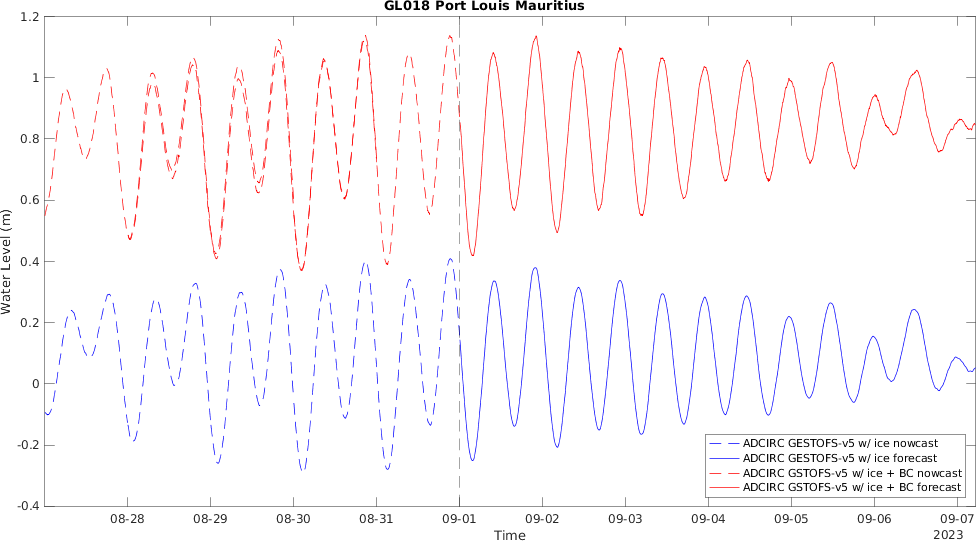 GL018 Port Louis Mauritius
1.2
1
0.8
0.6
0.4
0.2
0
-0.2
-0.4
Water Level (m)
ADCIRC GESTOFS-v5 w/ ice nowcast
ADCIRC GESTOFS-v5 w/ ice forecast
ADCIRC GSTOFS-v5 w/ ice + BC nowcast
ADCIRC GSTOFS-v5 w/ ice + BC forecast
08-28 08-29 08-30 08-31 09-01 09-02 09-03 09-04 09-05 09-06 09-07
Time
2023